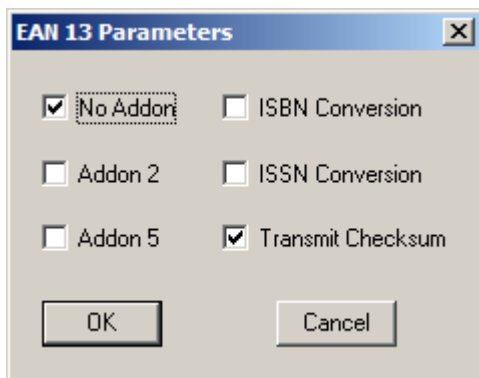 EAN 13 Parameters
No Addon ISBN Conversion
Addon 2 ISSN Conversion
Addon 5 Transmit Checksum
OK Cancel